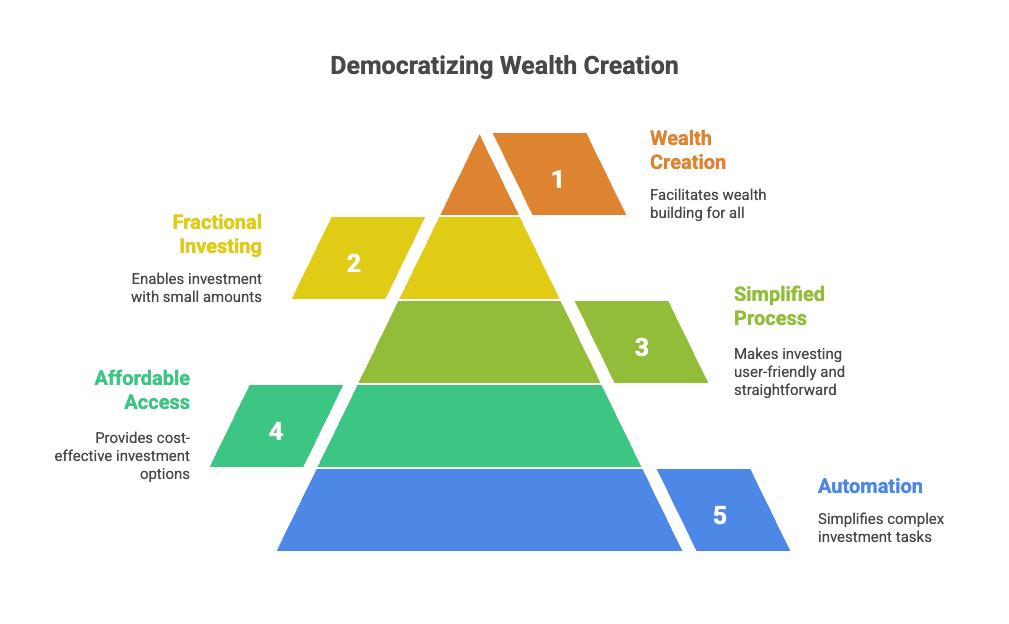 Democratizing Wealth Creation
1
Wealth
Creation
Facilitates wealth
building for all
Fractional
Investing
Enables investment
with small amounts
2
3
Simplified
Process
Makes investing
user-friendly and
straightforward
Affordable
Access
Provides cost-
effective investment
options
4
5
Automation
Simplifies complex
investment tasks